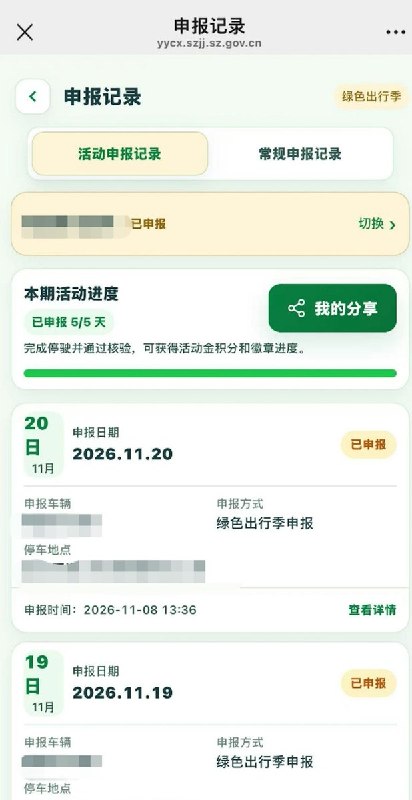 申报记录
yycx.szjj.sz.gov.cn
申报记录
绿色出行季
活动申报记录
常规申报记录
已申报
切换
本期活动进度
我的分享
已申报 5/5 天
完成停驶并通过核验，可获得活动金积分和徽章进度。
20
日
11月
申报日期
2026.11.20
已申报
申报车辆
申报方式
绿色出行季申报
停车地点
申报时间：2026-11-08 13:36
查看详情
19
日
11月
申报日期
2026.11.19
已申报
申报车辆
申报方式
绿色出行季申报
停车地点